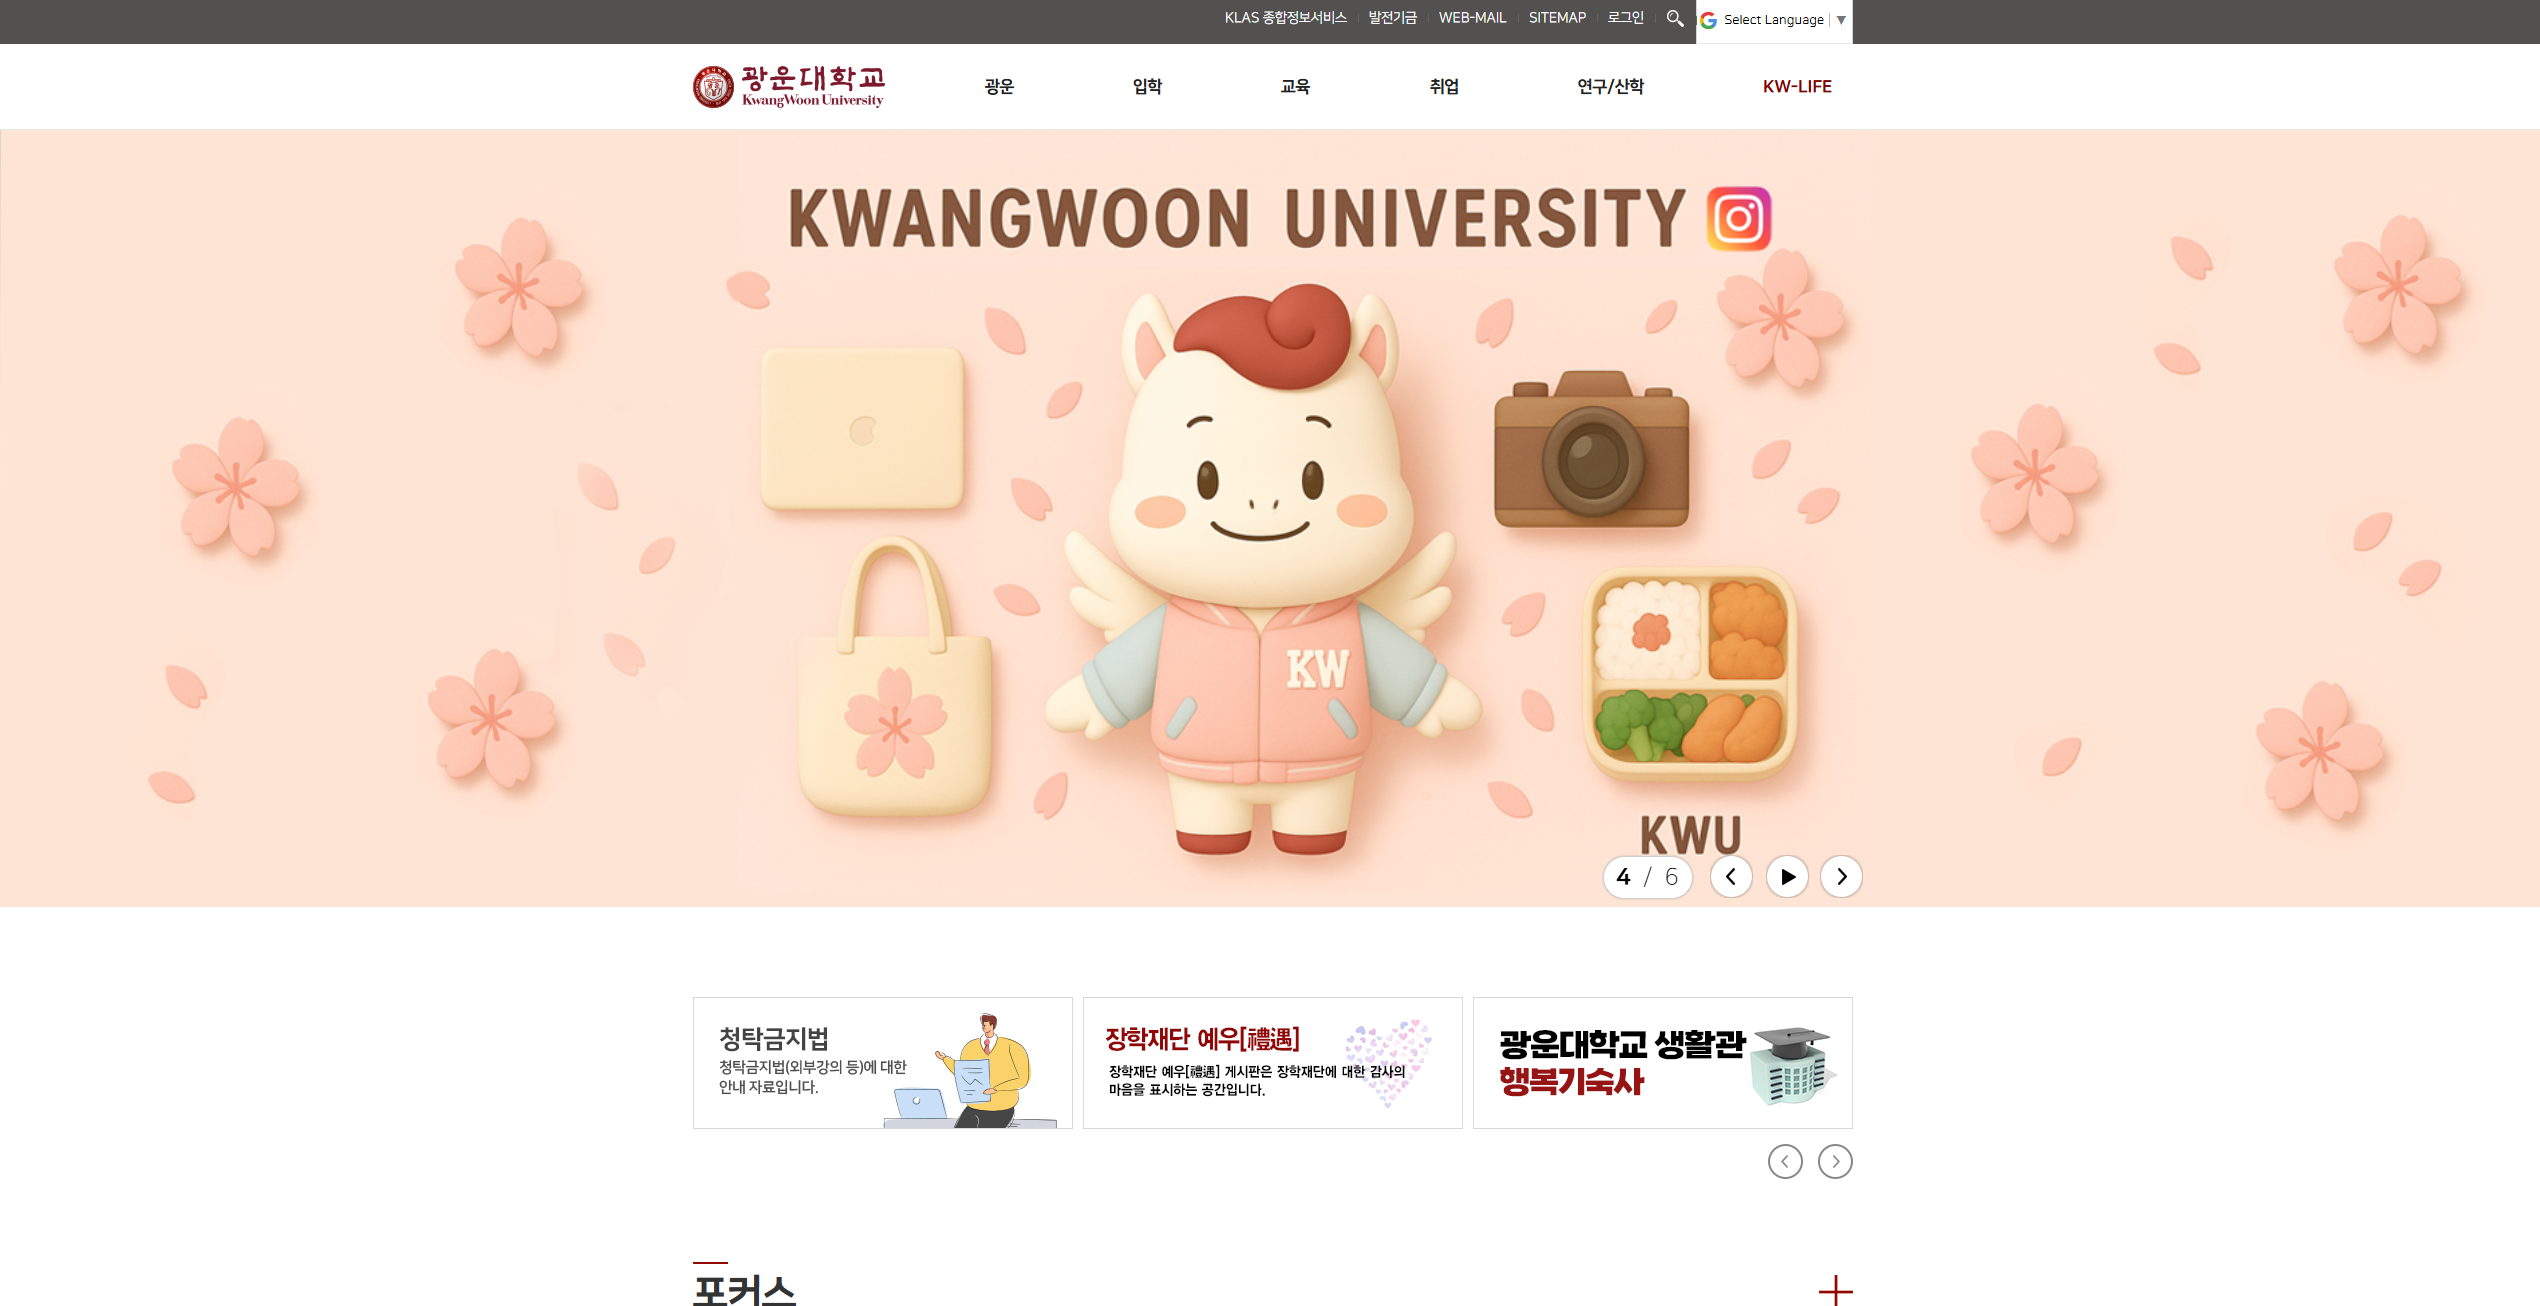 KLAS 종합정보서비스 발전기금 WEB-MAIL SITEMAP 로그인 Select Language ▼
광운대학교
KwangWoon University
광운 입학 교육 취업 연구/산학 KW-LIFE
KWANGWOON UNIVERSITY
KW
KWU
4 / 6
청탁금지법
청탁금지법(외부강의 등)에 대한
안내 자료입니다.
장학재단 예우[禮遇]
장학재단 예우[禮遇] 게시판은 장학재단에 대한 감사의
마음을 표시하는 공간입니다.
광운대학교 생활관
행복기숙사
포커스